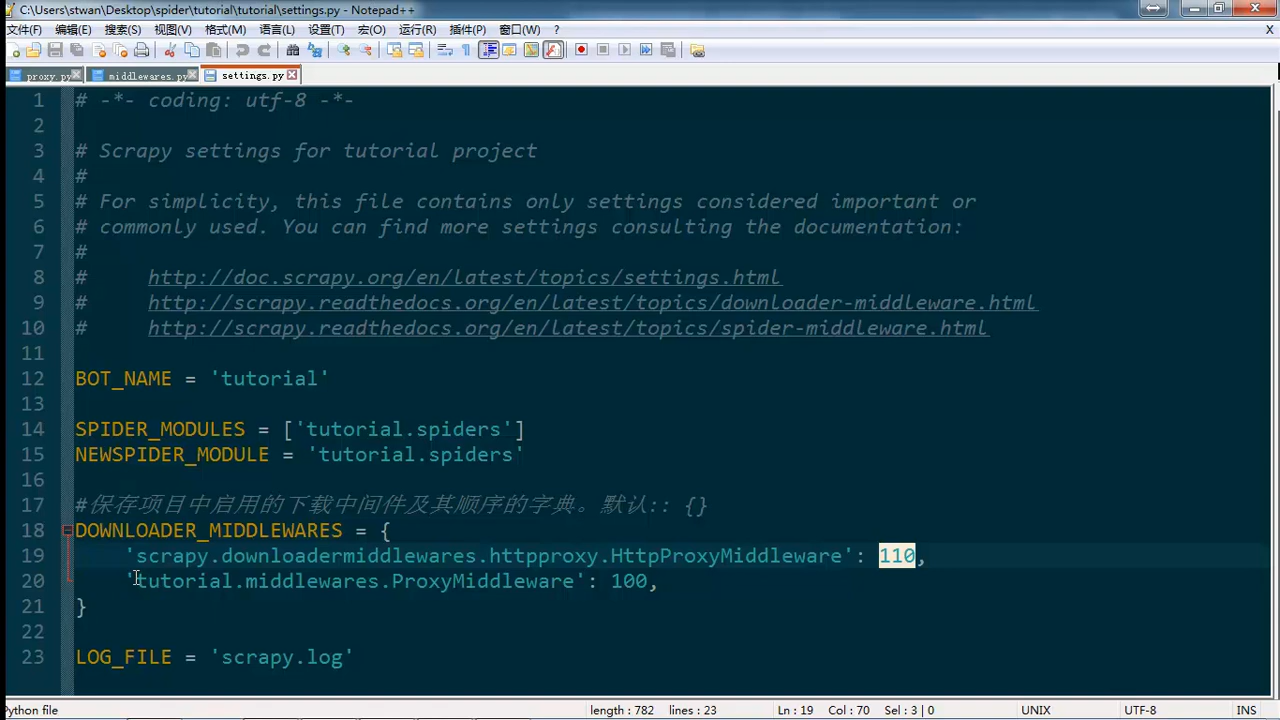 C:\Users\stwan\Desktop\spider\tutorial\tutorial\settings.py - Notepad++
文件(F) 编辑(E) 搜索(S) 视图(V) 格式(M) 语言(L) 设置(T) 宏(O) 运行(R) 插件(P) 窗口(W) ? X
proxy.py middlewares.py settings.py
1 # -*- coding: utf-8 -*-
2
3 # Scrapy settings for tutorial project
4 #
5 # For simplicity, this file contains only settings considered important or
6 # commonly used. You can find more settings consulting the documentation:
7 #
8 # http://doc.scrapy.org/en/latest/topics/settings.html
9 # http://scrapy.readthedocs.org/en/latest/topics/downloader-middleware.html
10 # http://scrapy.readthedocs.org/en/latest/topics/spider-middleware.html
11
12 BOT_NAME = 'tutorial'
13
14 SPIDER_MODULES = ['tutorial.spiders']
15 NEWSPIDER_MODULE = 'tutorial.spiders'
16
17 #保存项目中启用的下载中间件及其顺序的字典。默认:: {}
18 DOWNLOADER_MIDDLEWARES = {
19 'scrapy.downloadermiddlewares.httpproxy.HttpProxyMiddleware': 110,
20 'tutorial.middlewares.ProxyMiddleware': 100,
21 }
22
23 LOG_FILE = 'scrapy.log'
Python file length : 782 lines : 23 Ln : 19 Col : 70 Sel : 3 | 0 UNIX UTF-8 INS